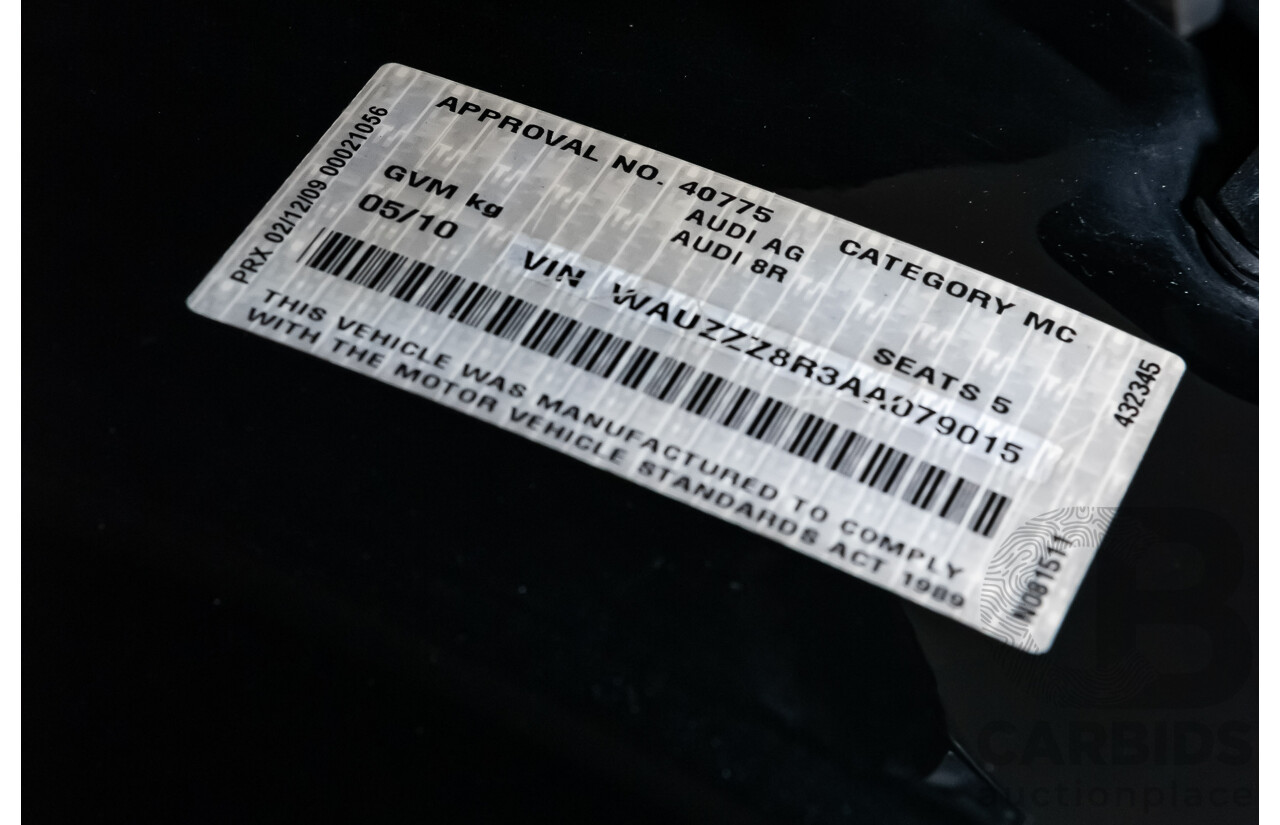 APPROVAL NO. 40775 CATEGORY MC
AUDI AG
GVM kg AUDI 8R SEATS 5
05/10
VIN WAUZZZ8R3AA079015
THIS VEHICLE WAS MANUFACTURED TO COMPLY
WITH THE MOTOR VEHICLE STANDARDS ACT 1989
PRX 02/12/09 00021056
432345
N081511
CARBIDS
auctionplace